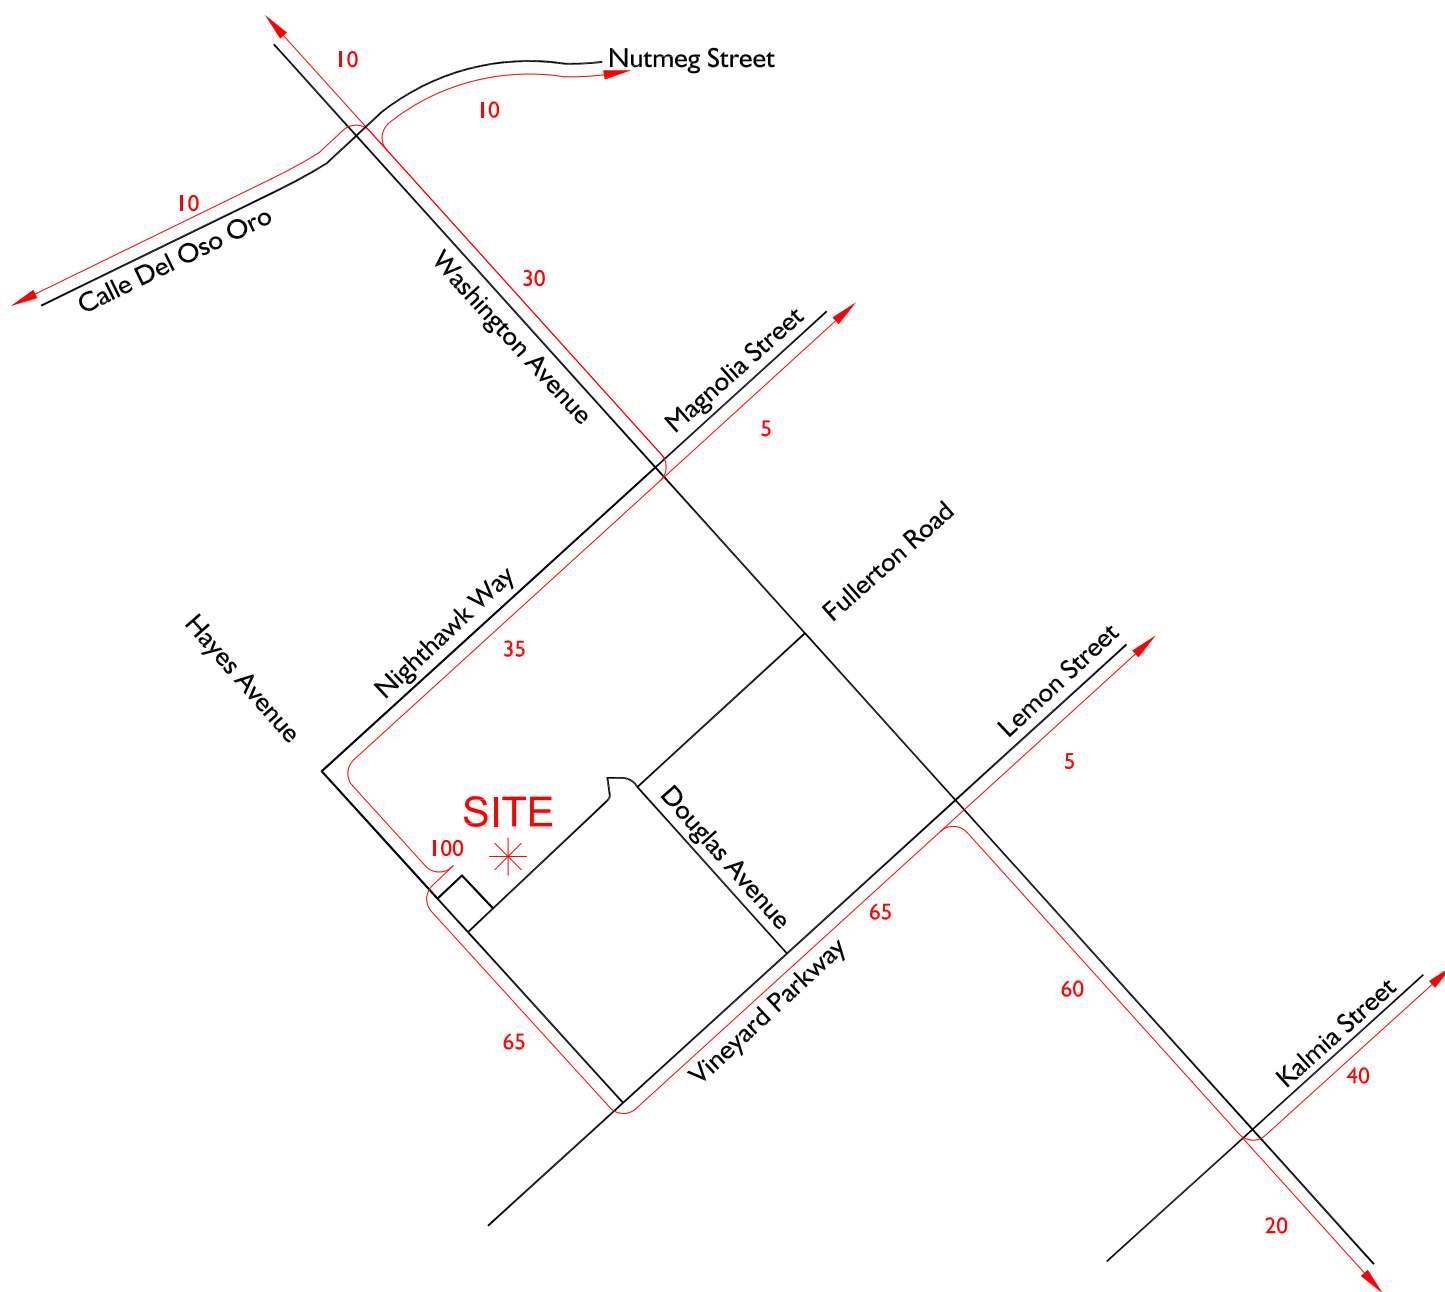 10
Nutmeg Street
10
10
Calle Del Oso Oro
Washington Avenue
30
Magnolia Street
5
Fullerton Road
Nighthawk Way
35
Hayes Avenue
Lemon Street
5
SITE
100
Douglas Avenue
65
Vineyard Parkway
60
65
Kalmia Street
40
20